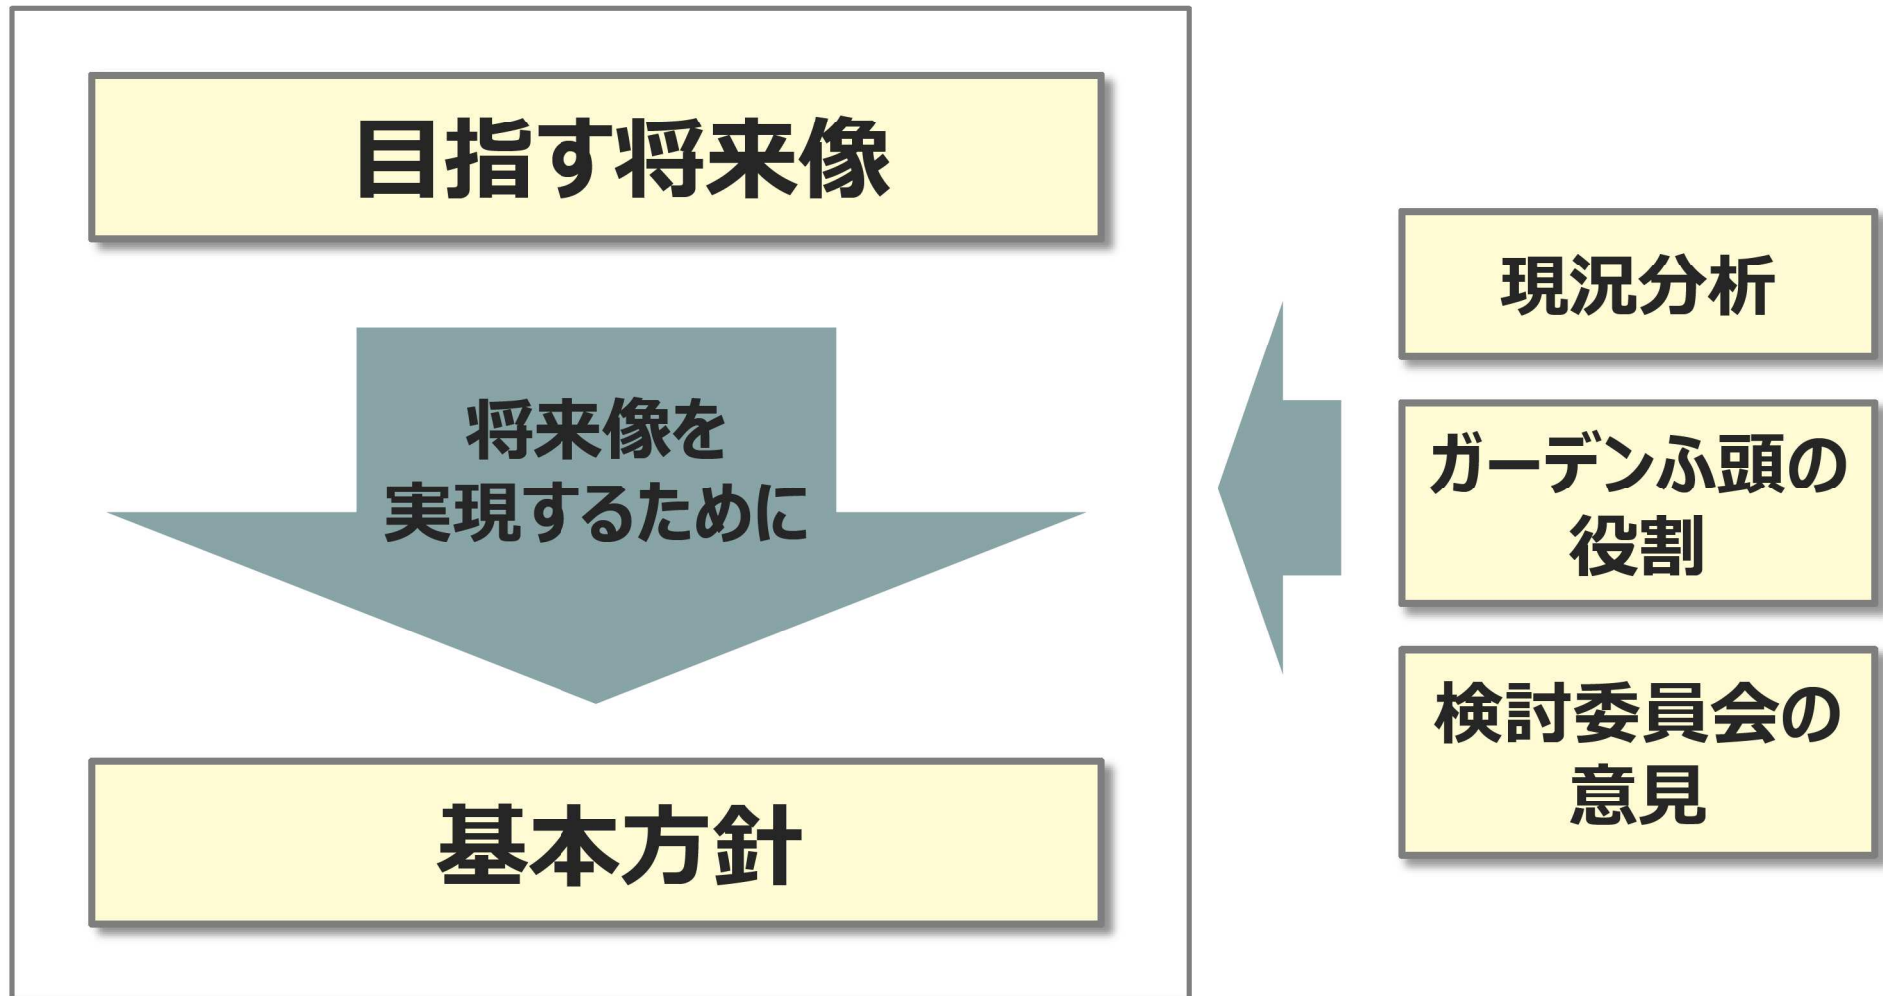 目指す将来像
将来像を
実現するために
基本方針
現況分析
ガーデンふ頭の
役割
検討委員会の
意見